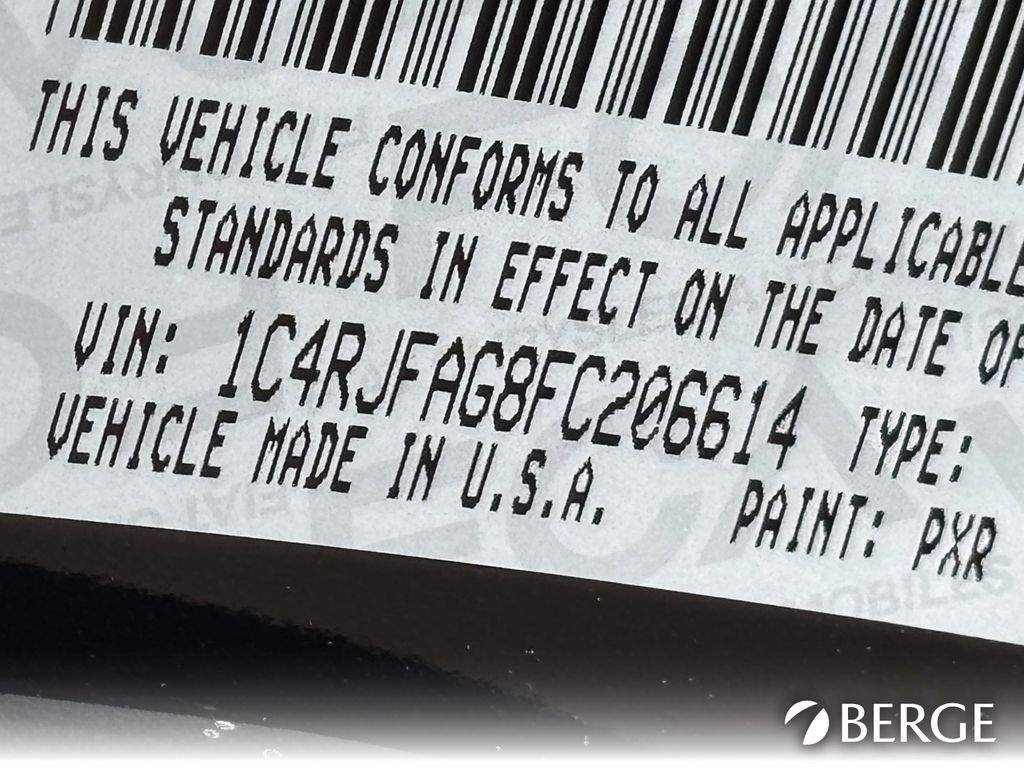 THIS VEHICLE CONFORMS TO ALL APPLICABLE
STANDARDS IN EFFECT ON THE DATE OF
VIN: 1C4RJFAG8FC206614 TYPE:
VEHICLE MADE IN U.S.A. PAINT: PXR
BERGE